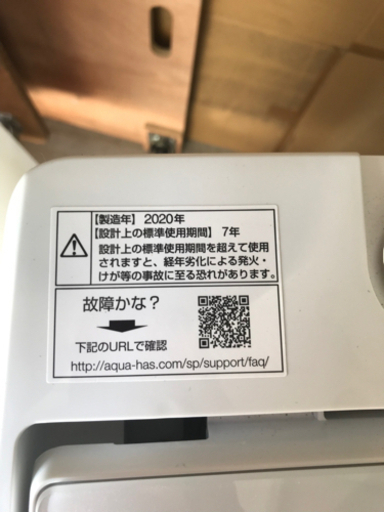 【製造年】 2020年
【設計上の標準使用期間】 7年
設計上の標準使用期間を超えて使用
されますと、経年劣化による発火・
けが等の事故に至る恐れがあります。
故障かな？
下記のURLで確認
http://aqua-has.com/sp/support/faq/